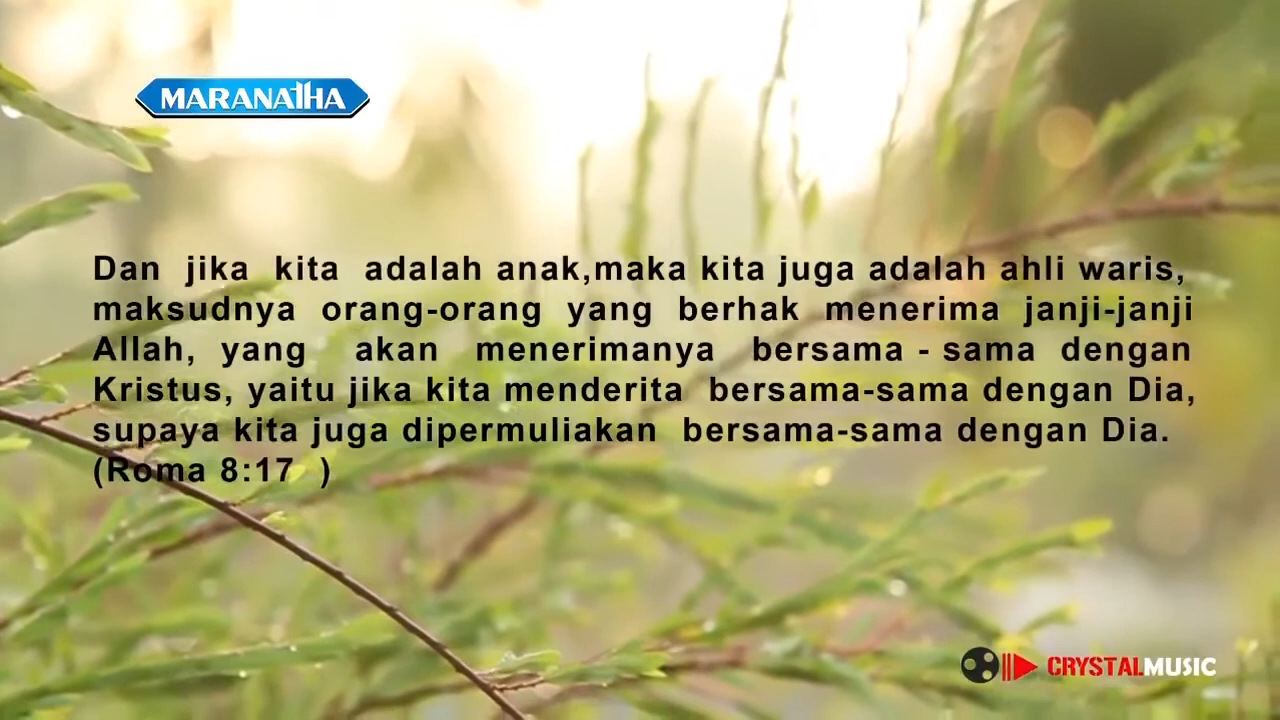 MARANATHA
Dan jika kita adalah anak,maka kita juga adalah ahli waris,
maksudnya orang-orang yang berhak menerima janji-janji
Allah, yang akan menerimanya bersama - sama dengan
Kristus, yaitu jika kita menderita bersama-sama dengan Dia,
supaya kita juga dipermuliakan bersama-sama dengan Dia.
(Roma 8:17 )
CRYSTALMUSIC